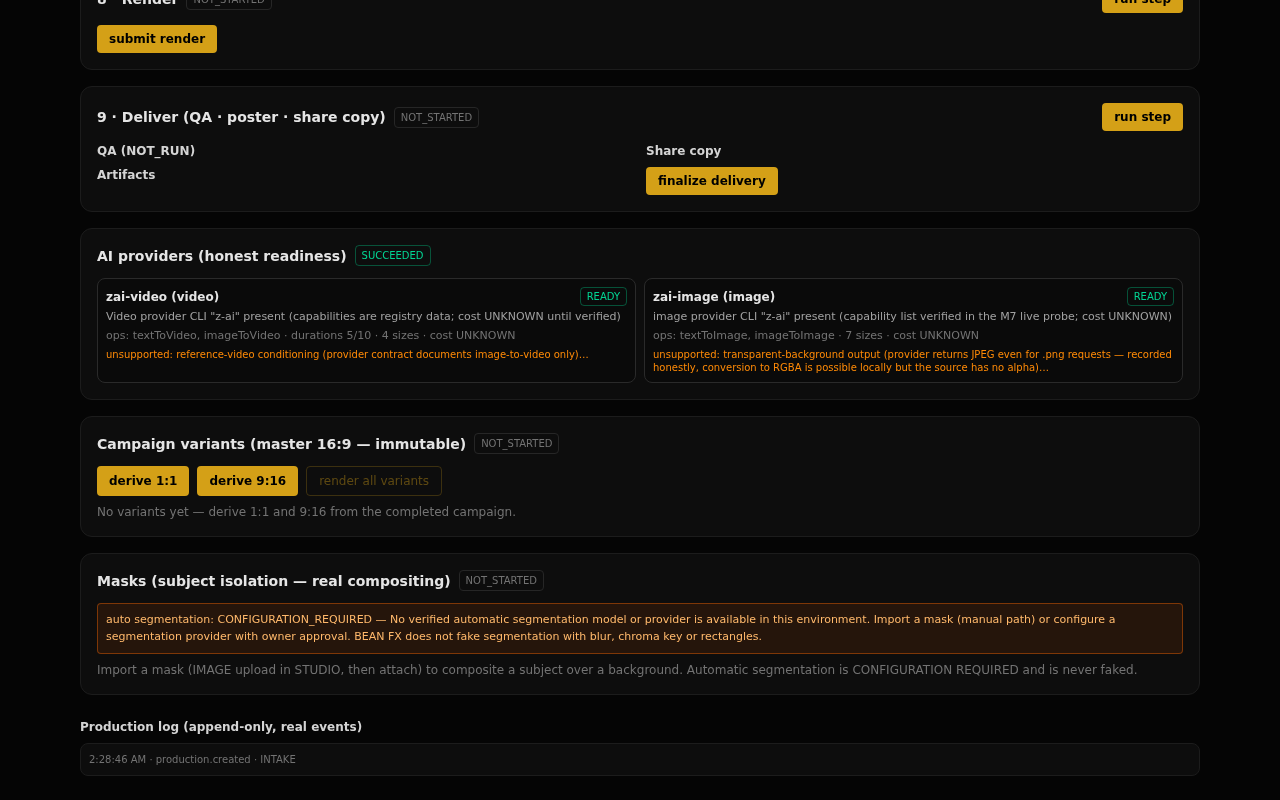 8 · Render NOT_STARTED run step
submit render
9 · Deliver (QA · poster · share copy) NOT_STARTED run step
QA (NOT_RUN)
Artifacts
Share copy
finalize delivery
AI providers (honest readiness) SUCCEEDED
zai-video (video) READY
Video provider CLI "z-ai" present (capabilities are registry data; cost UNKNOWN until verified)
ops: textToVideo, imageToVideo · durations 5/10 · 4 sizes · cost UNKNOWN
unsupported: reference-video conditioning (provider contract documents image-to-video only)…
zai-image (image) READY
image provider CLI "z-ai" present (capability list verified in the M7 live probe; cost UNKNOWN)
ops: textToImage, imageToImage · 7 sizes · cost UNKNOWN
unsupported: transparent-background output (provider returns JPEG even for .png requests — recorded
honestly, conversion to RGBA is possible locally but the source has no alpha)…
Campaign variants (master 16:9 — immutable) NOT_STARTED
derive 1:1 derive 9:16 render all variants
No variants yet — derive 1:1 and 9:16 from the completed campaign.
Masks (subject isolation — real compositing) NOT_STARTED
auto segmentation: CONFIGURATION_REQUIRED — No verified automatic segmentation model or provider is available in this environment. Import a mask (manual path) or configure a
segmentation provider with owner approval. BEAN FX does not fake segmentation with blur, chroma key or rectangles.
Import a mask (IMAGE upload in STUDIO, then attach) to composite a subject over a background. Automatic segmentation is CONFIGURATION REQUIRED and is never faked.
Production log (append-only, real events)
2:28:46 AM · production.created · INTAKE